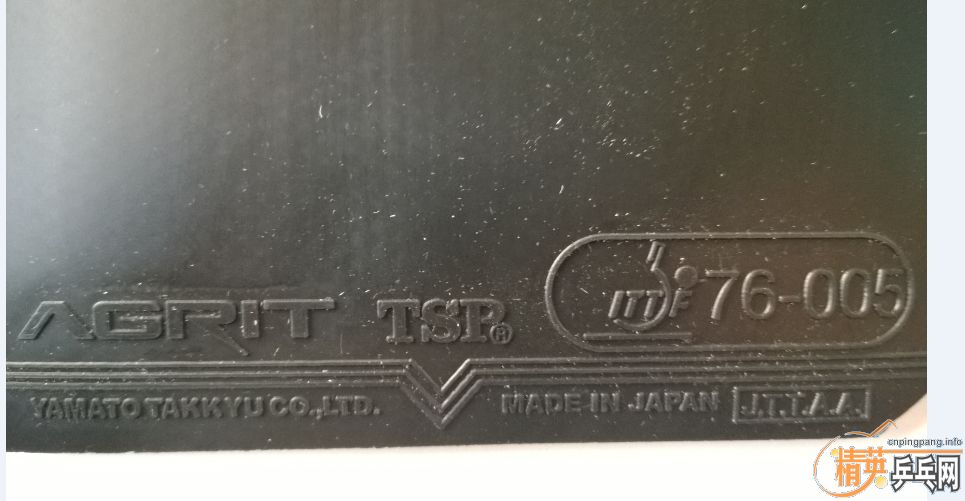 AGRIT TSP® ITTF 76-005
YAMATO TAKKYU CO.,LTD. MADE IN JAPAN J.T.T.A.A.
cnpingpang.info
精英乒乓网